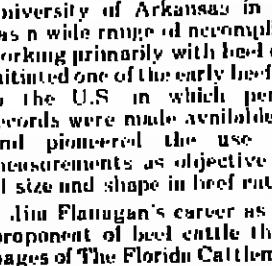 niversity of Arkansas in
as a wide range of accompl
orking primarily with beef c
nitiated one of the early beef
o the U.S in which per
ecords were made available
and pioneered the use
measurements as objective
l size and shape in beef cat
Jim Flanugan's career as
proponent of beef cattle th
pages of The Florida Cattlem